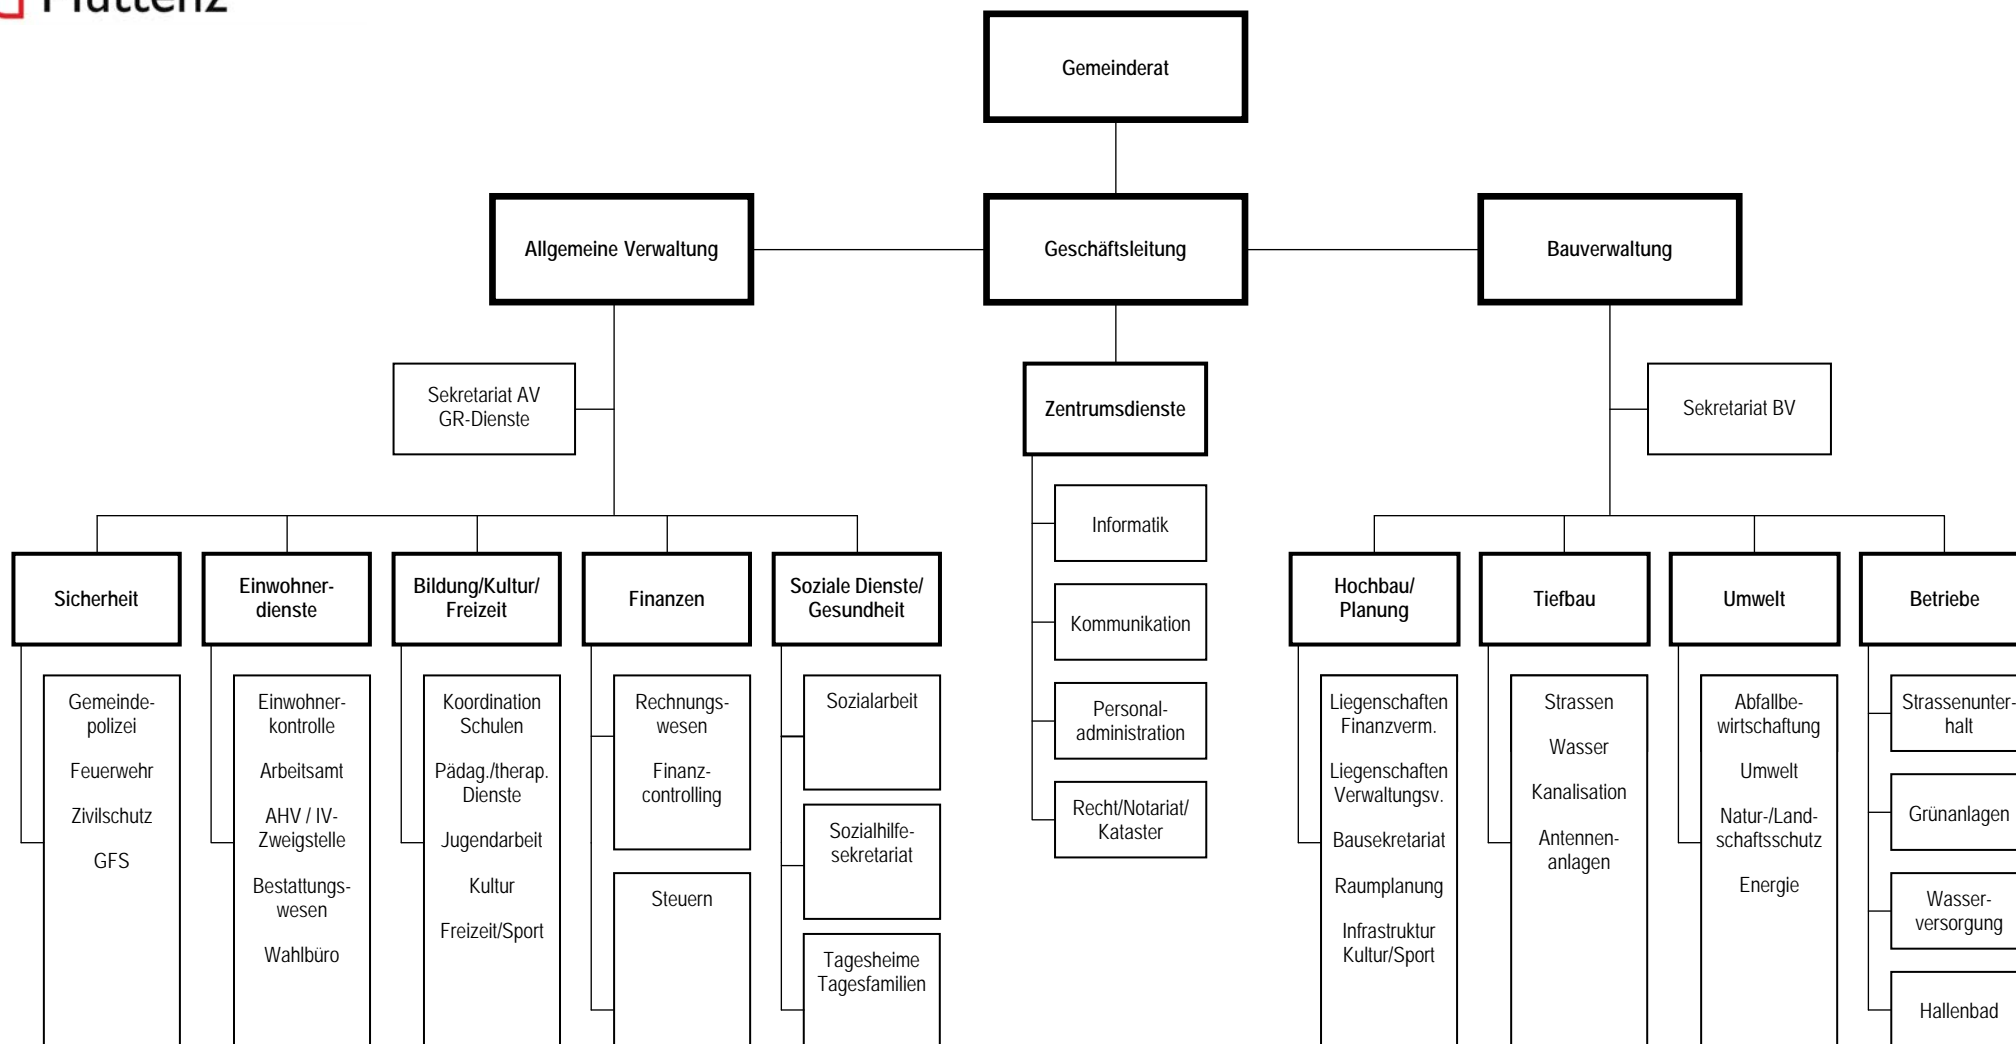 Muttenz
Gemeinderat
Allgemeine Verwaltung
Geschäftsleitung
Bauverwaltung
Sekretariat AV
GR-Dienste
Zentrumsdienste
Sekretariat BV
Informatik
Kommunikation
Personal-
administration
Recht/Notariat/
Kataster
Sicherheit
Einwohner-
dienste
Bildung/Kultur/
Freizeit
Finanzen
Soziale Dienste/
Gesundheit
Hochbau/
Planung
Tiefbau
Umwelt
Betriebe
Gemeinde-
polizei
Feuerwehr
Zivilschutz
GFS
Einwohner-
kontrolle
Arbeitsamt
AHV / IV-
Zweigstelle
Bestattungs-
wesen
Wahlbüro
Koordination
Schulen
Pädag./therap.
Dienste
Jugendarbeit
Kultur
Freizeit/Sport
Rechnungs-
wesen
Finanz-
controlling
Steuern
Sozialarbeit
Sozialhilfe-
sekretariat
Tagesheime
Tagesfamilien
Liegenschaften
Finanzverm.
Liegenschaften
Verwaltungsv.
Bausekretariat
Raumplanung
Infrastruktur
Kultur/Sport
Strassen
Wasser
Kanalisation
Antennen-
anlagen
Abfallbe-
wirtschaftung
Umwelt
Natur-/Land-
schaftsschutz
Energie
Strassenunter-
halt
Grünanlagen
Wasser-
versorgung
Hallenbad